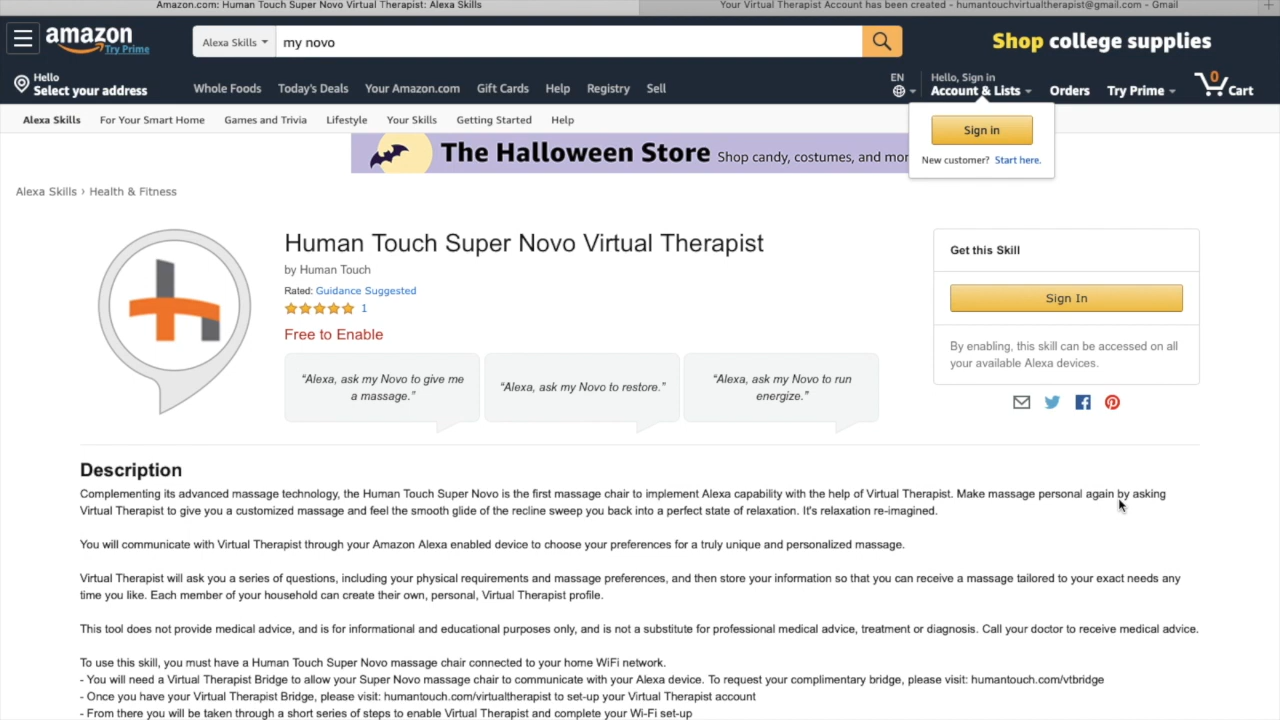 Amazon.com: Human Touch Super Novo Virtual Therapist: Alexa Skills
Your Virtual Therapist Account has been created - humantouchvirtualtherapist@gmail.com - Gmail
amazon
Try Prime
Alexa Skills
my novo
Shop college supplies
Hello
Select your address
Whole Foods
Today's Deals
Your Amazon.com
Gift Cards
Help
Registry
Sell
EN
Hello, Sign in
Account & Lists
Orders
Try Prime
0
Cart
Alexa Skills
For Your Smart Home
Games and Trivia
Lifestyle
Your Skills
Getting Started
Help
Sign in
New customer? Start here.
The Halloween Store Shop candy, costumes, and mor
Alexa Skills › Health & Fitness
Human Touch Super Novo Virtual Therapist
by Human Touch
Rated: Guidance Suggested
1
Free to Enable
“Alexa, ask my Novo to give me
a massage.”
“Alexa, ask my Novo to restore.”
“Alexa, ask my Novo to run
energize.”
Get this Skill
Sign In
By enabling, this skill can be accessed on all
your available Alexa devices.
Description
Complementing its advanced massage technology, the Human Touch Super Novo is the first massage chair to implement Alexa capability with the help of Virtual Therapist. Make massage personal again by asking
Virtual Therapist to give you a customized massage and feel the smooth glide of the recline sweep you back into a perfect state of relaxation. It's relaxation re-imagined.
You will communicate with Virtual Therapist through your Amazon Alexa enabled device to choose your preferences for a truly unique and personalized massage.
Virtual Therapist will ask you a series of questions, including your physical requirements and massage preferences, and then store your information so that you can receive a massage tailored to your exact needs any
time you like. Each member of your household can create their own, personal, Virtual Therapist profile.
This tool does not provide medical advice, and is for informational and educational purposes only, and is not a substitute for professional medical advice, treatment or diagnosis. Call your doctor to receive medical advice.
To use this skill, you must have a Human Touch Super Novo massage chair connected to your home WiFi network.
- You will need a Virtual Therapist Bridge to allow your Super Novo massage chair to communicate with your Alexa device. To request your complimentary bridge, please visit: humantouch.com/vtbridge
- Once you have your Virtual Therapist Bridge, please visit: humantouch.com/virtualtherapist to set-up your Virtual Therapist account
- From there you will be taken through a short series of steps to enable Virtual Therapist and complete your Wi-Fi set-up